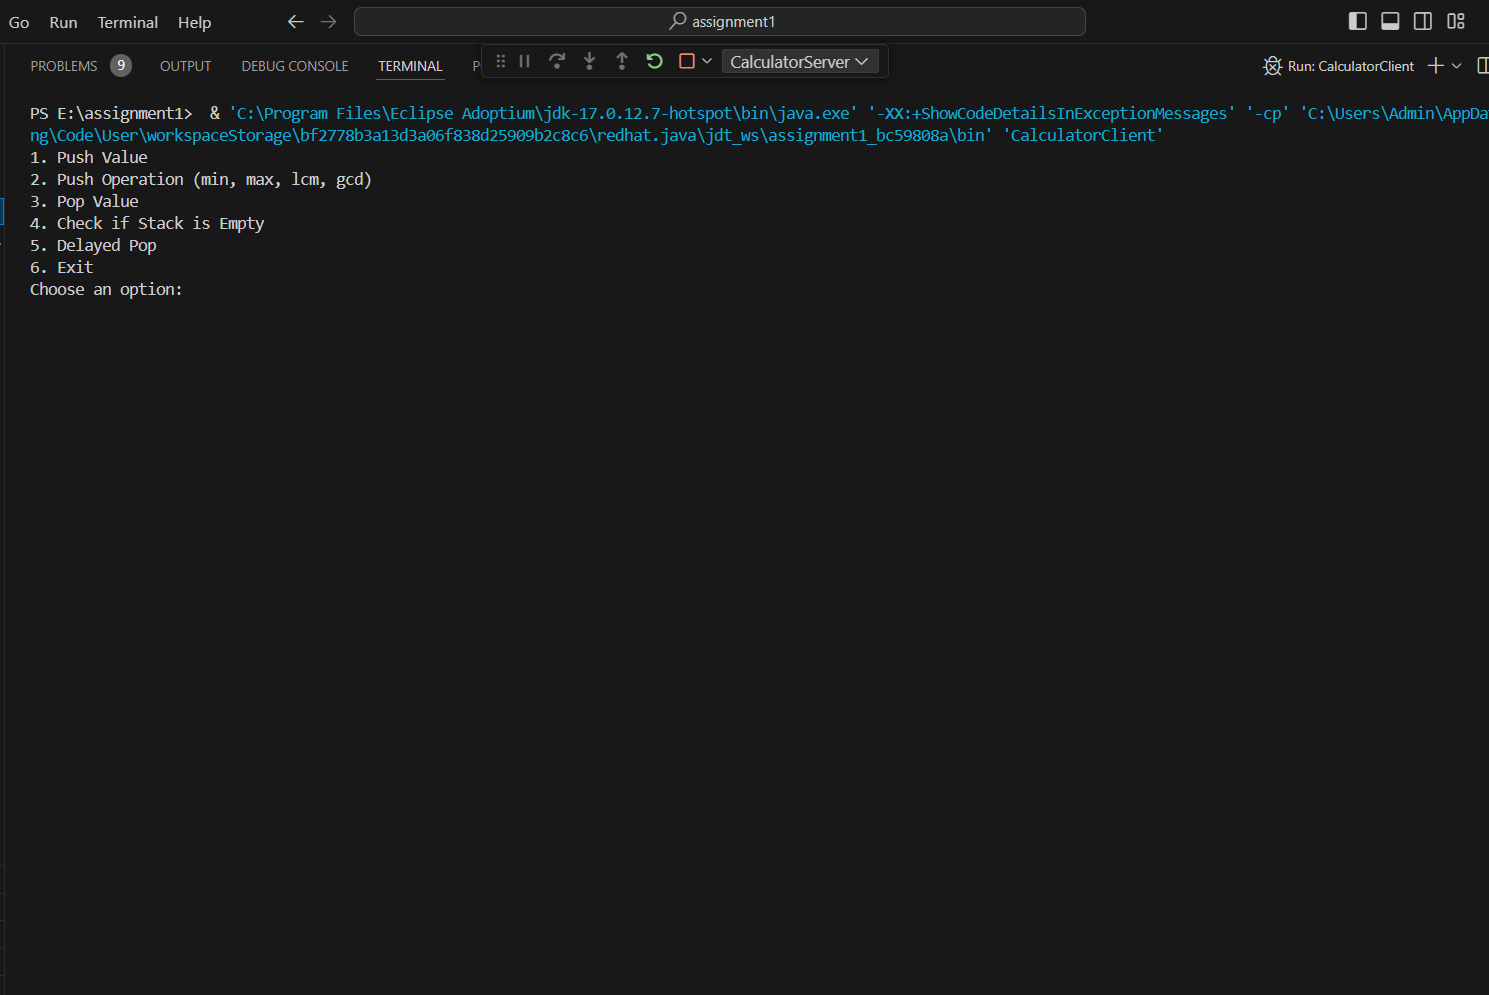 Go Run Terminal Help assignment1
PROBLEMS 9 OUTPUT DEBUG CONSOLE TERMINAL CalculatorServer Run: CalculatorClient
PS E:\assignment1>  & 'C:\Program Files\Eclipse Adoptium\jdk-17.0.12.7-hotspot\bin\java.exe' '-XX:+ShowCodeDetailsInExceptionMessages' '-cp' 'C:\Users\Admin\AppDa
ng\Code\User\workspaceStorage\bf2778b3a13d3a06f838d25909b2c8c6\redhat.java\jdt_ws\assignment1_bc59808a\bin' 'CalculatorClient'
1. Push Value
2. Push Operation (min, max, lcm, gcd)
3. Pop Value
4. Check if Stack is Empty
5. Delayed Pop
6. Exit
Choose an option: